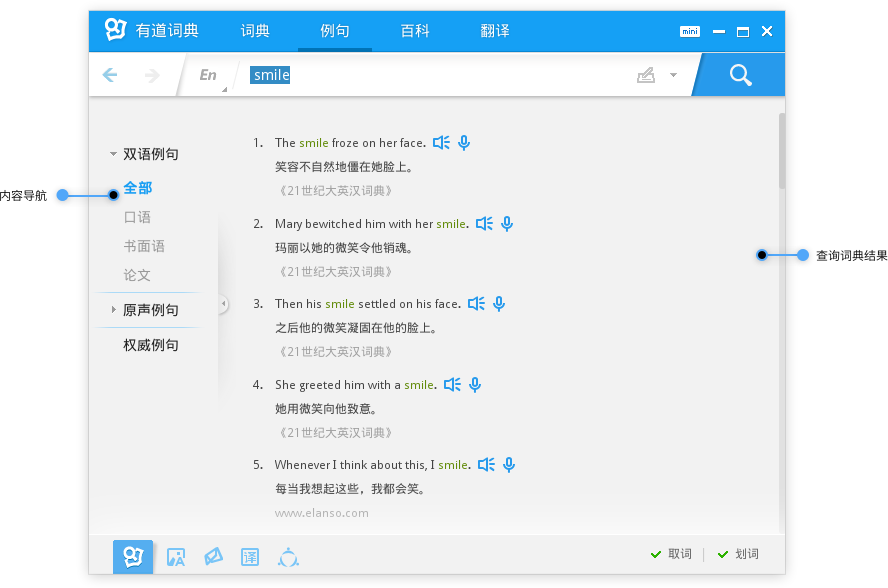 有道词典 词典 例句 百科 翻译 mini
En smile
双语例句
全部
口语
书面语
论文
原声例句
权威例句
内容导航
1. The smile froze on her face.
笑容不自然地僵在她脸上。
《21世纪大英汉词典》
2. Mary bewitched him with her smile.
玛丽以她的微笑令他销魂。
《21世纪大英汉词典》
3. Then his smile settled on his face.
之后他的微笑凝固在他的脸上。
《21世纪大英汉词典》
4. She greeted him with a smile.
她用微笑向他致意。
《21世纪大英汉词典》
5. Whenever I think about this, I smile.
每当我想起这些，我都会笑。
www.elanso.com
查询词典结果
译 取词 划词